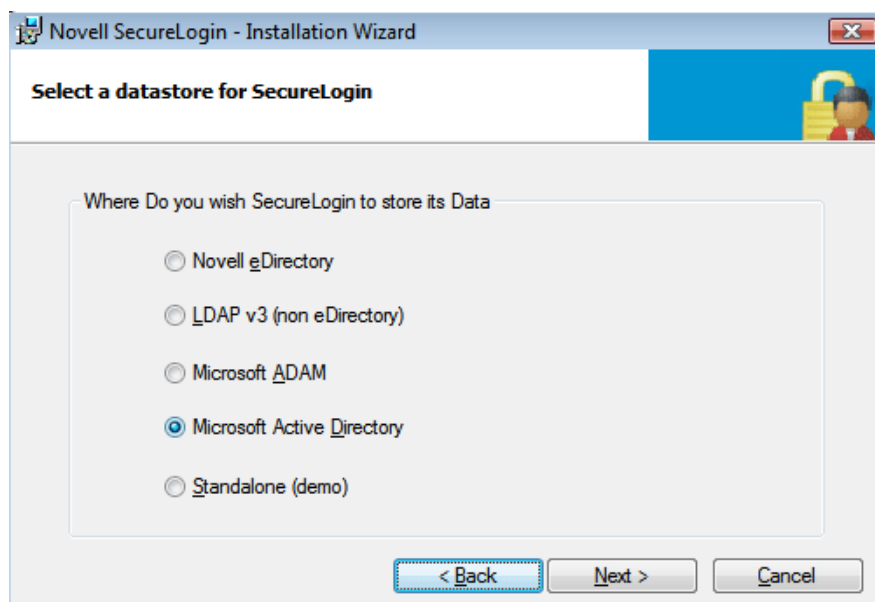 Novell SecureLogin - Installation Wizard
Select a datastore for SecureLogin
Where Do you wish SecureLogin to store its Data
Novell eDirectory
LDAP v3 (non eDirectory)
Microsoft ADAM
Microsoft Active Directory
Standalone (demo)
< Back Next > Cancel